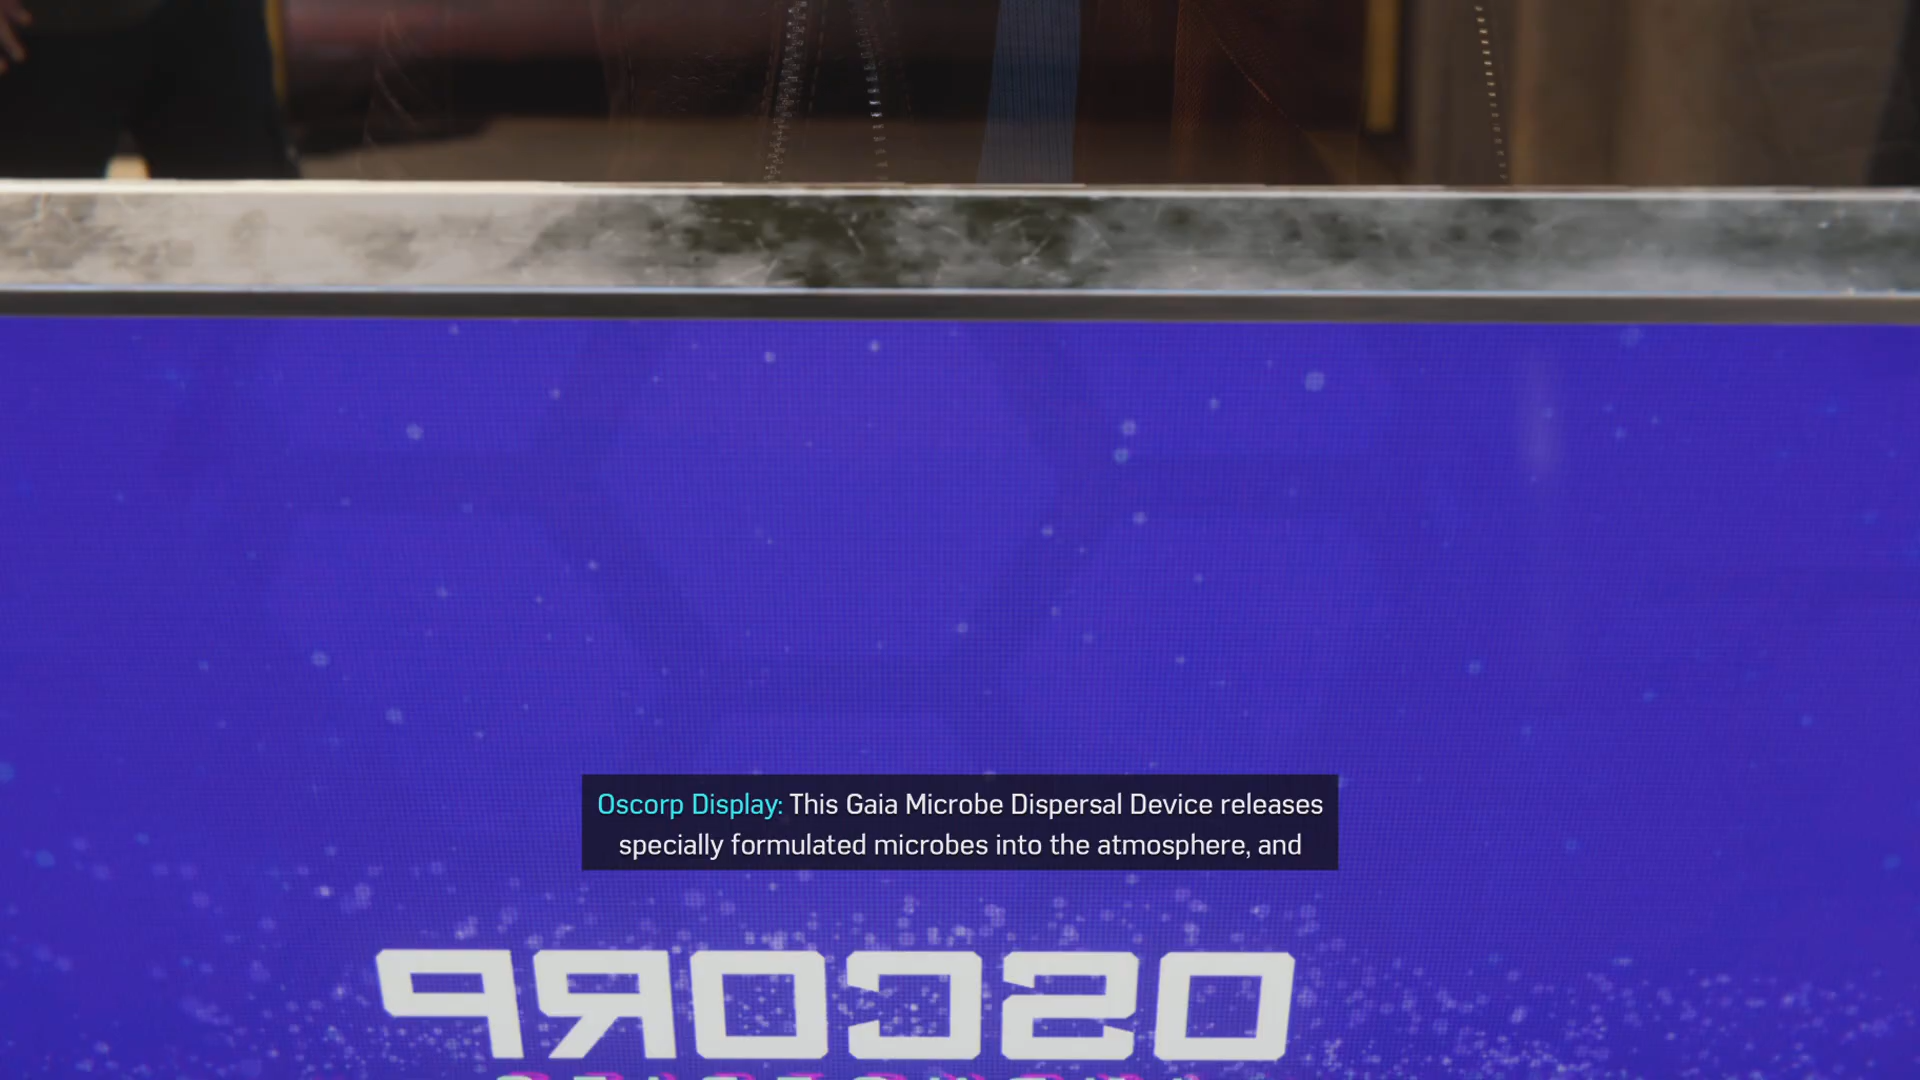 Oscorp Display: This Gaia Microbe Dispersal Device releases
specially formulated microbes into the atmosphere, and
OSCORP